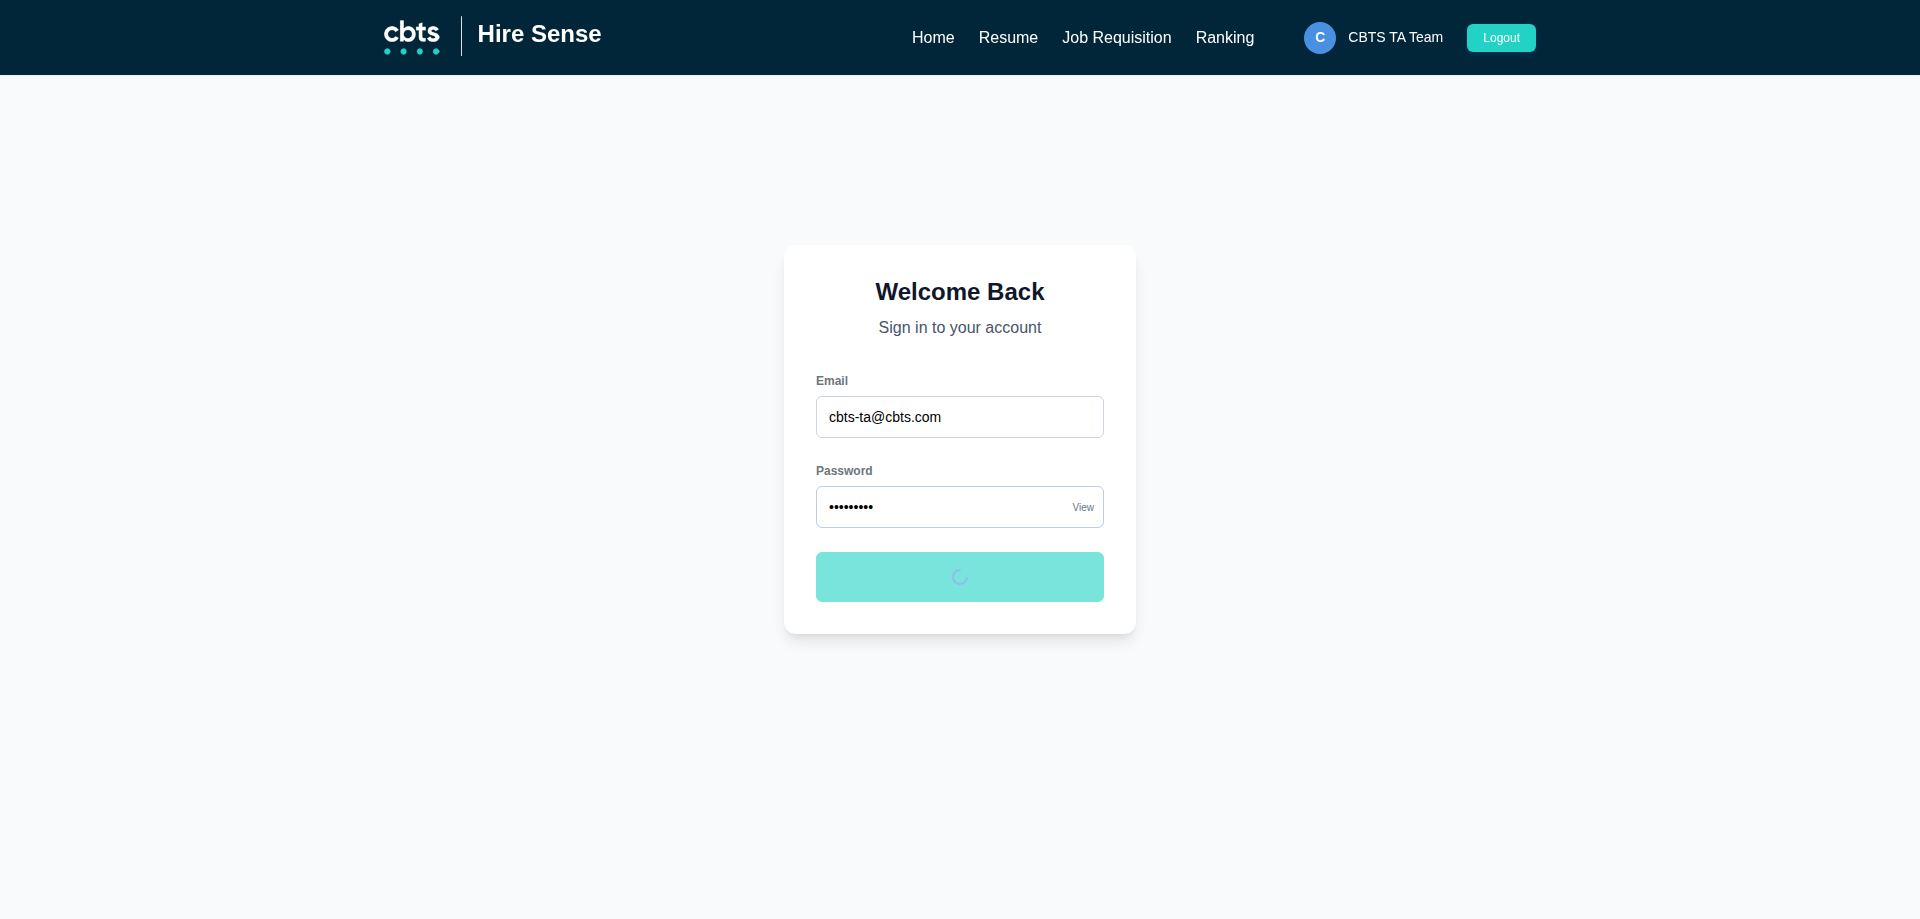 cbts
Hire Sense
Home
Resume
Job Requisition
Ranking
C
CBTS TA Team
Logout
Welcome Back
Sign in to your account
Email
cbts-ta@cbts.com
Password
•••••••••
View